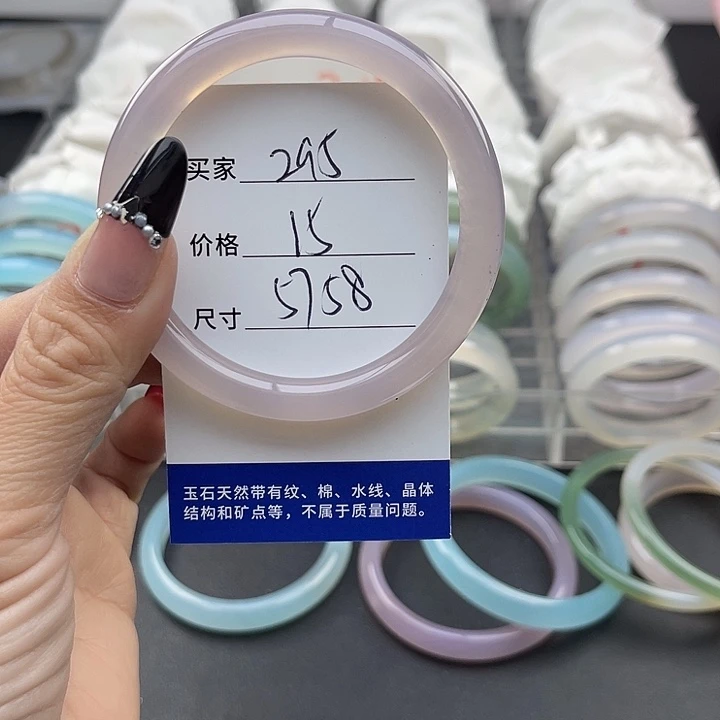 买家 295
价格 15
尺寸 5758
玉石天然带有纹、棉、水线、晶体
结构和矿点等，不属于质量问题。